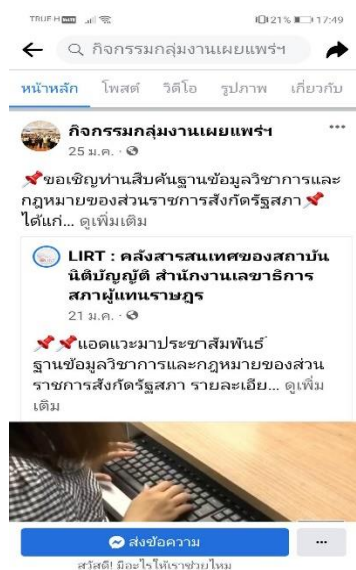 TRUE-H
21% 17:49
กิจกรรมกลุ่มงานเผยแพร่ฯ
หน้าหลัก โพสต์ วิดีโอ รูปภาพ เกี่ยวกับ
กิจกรรมกลุ่มงานเผยแพร่ฯ
25 ม.ค. ·
📌ขอเชิญท่านสืบค้นฐานข้อมูลวิชาการและ
กฎหมายของส่วนราชการสังกัดรัฐสภา📌
ได้แก่... ดูเพิ่มเติม
LIRT : คลังสารสนเทศของสถาบัน
นิติบัญญัติ สำนักงานเลขาธิการ
สภาผู้แทนราษฎร
21 ม.ค. ·
📌📌แอดแวะมาประชาสัมพันธ์
ฐานข้อมูลวิชาการและกฎหมายของส่วน
ราชการสังกัดรัฐสภา รายละเอีย... ดูเพิ่ม
เติม
ส่งข้อความ
สวัสดี! มีอะไรให้เราช่วยไหม